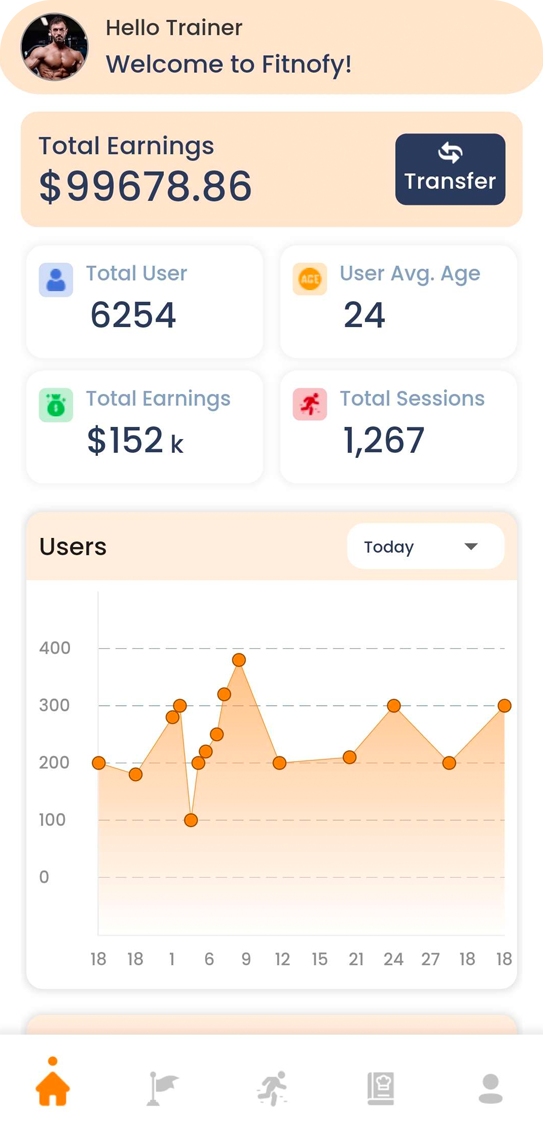 Hello Trainer
Welcome to Fitnofy!
Total Earnings
$99678.86
Transfer
Total User
6254
AGE
User Avg. Age
24
Total Earnings
$152 k
Total Sessions
1,267
Users
Today
400
300
200
100
0
18 18 1 6 9 12 15 21 24 27 18 18